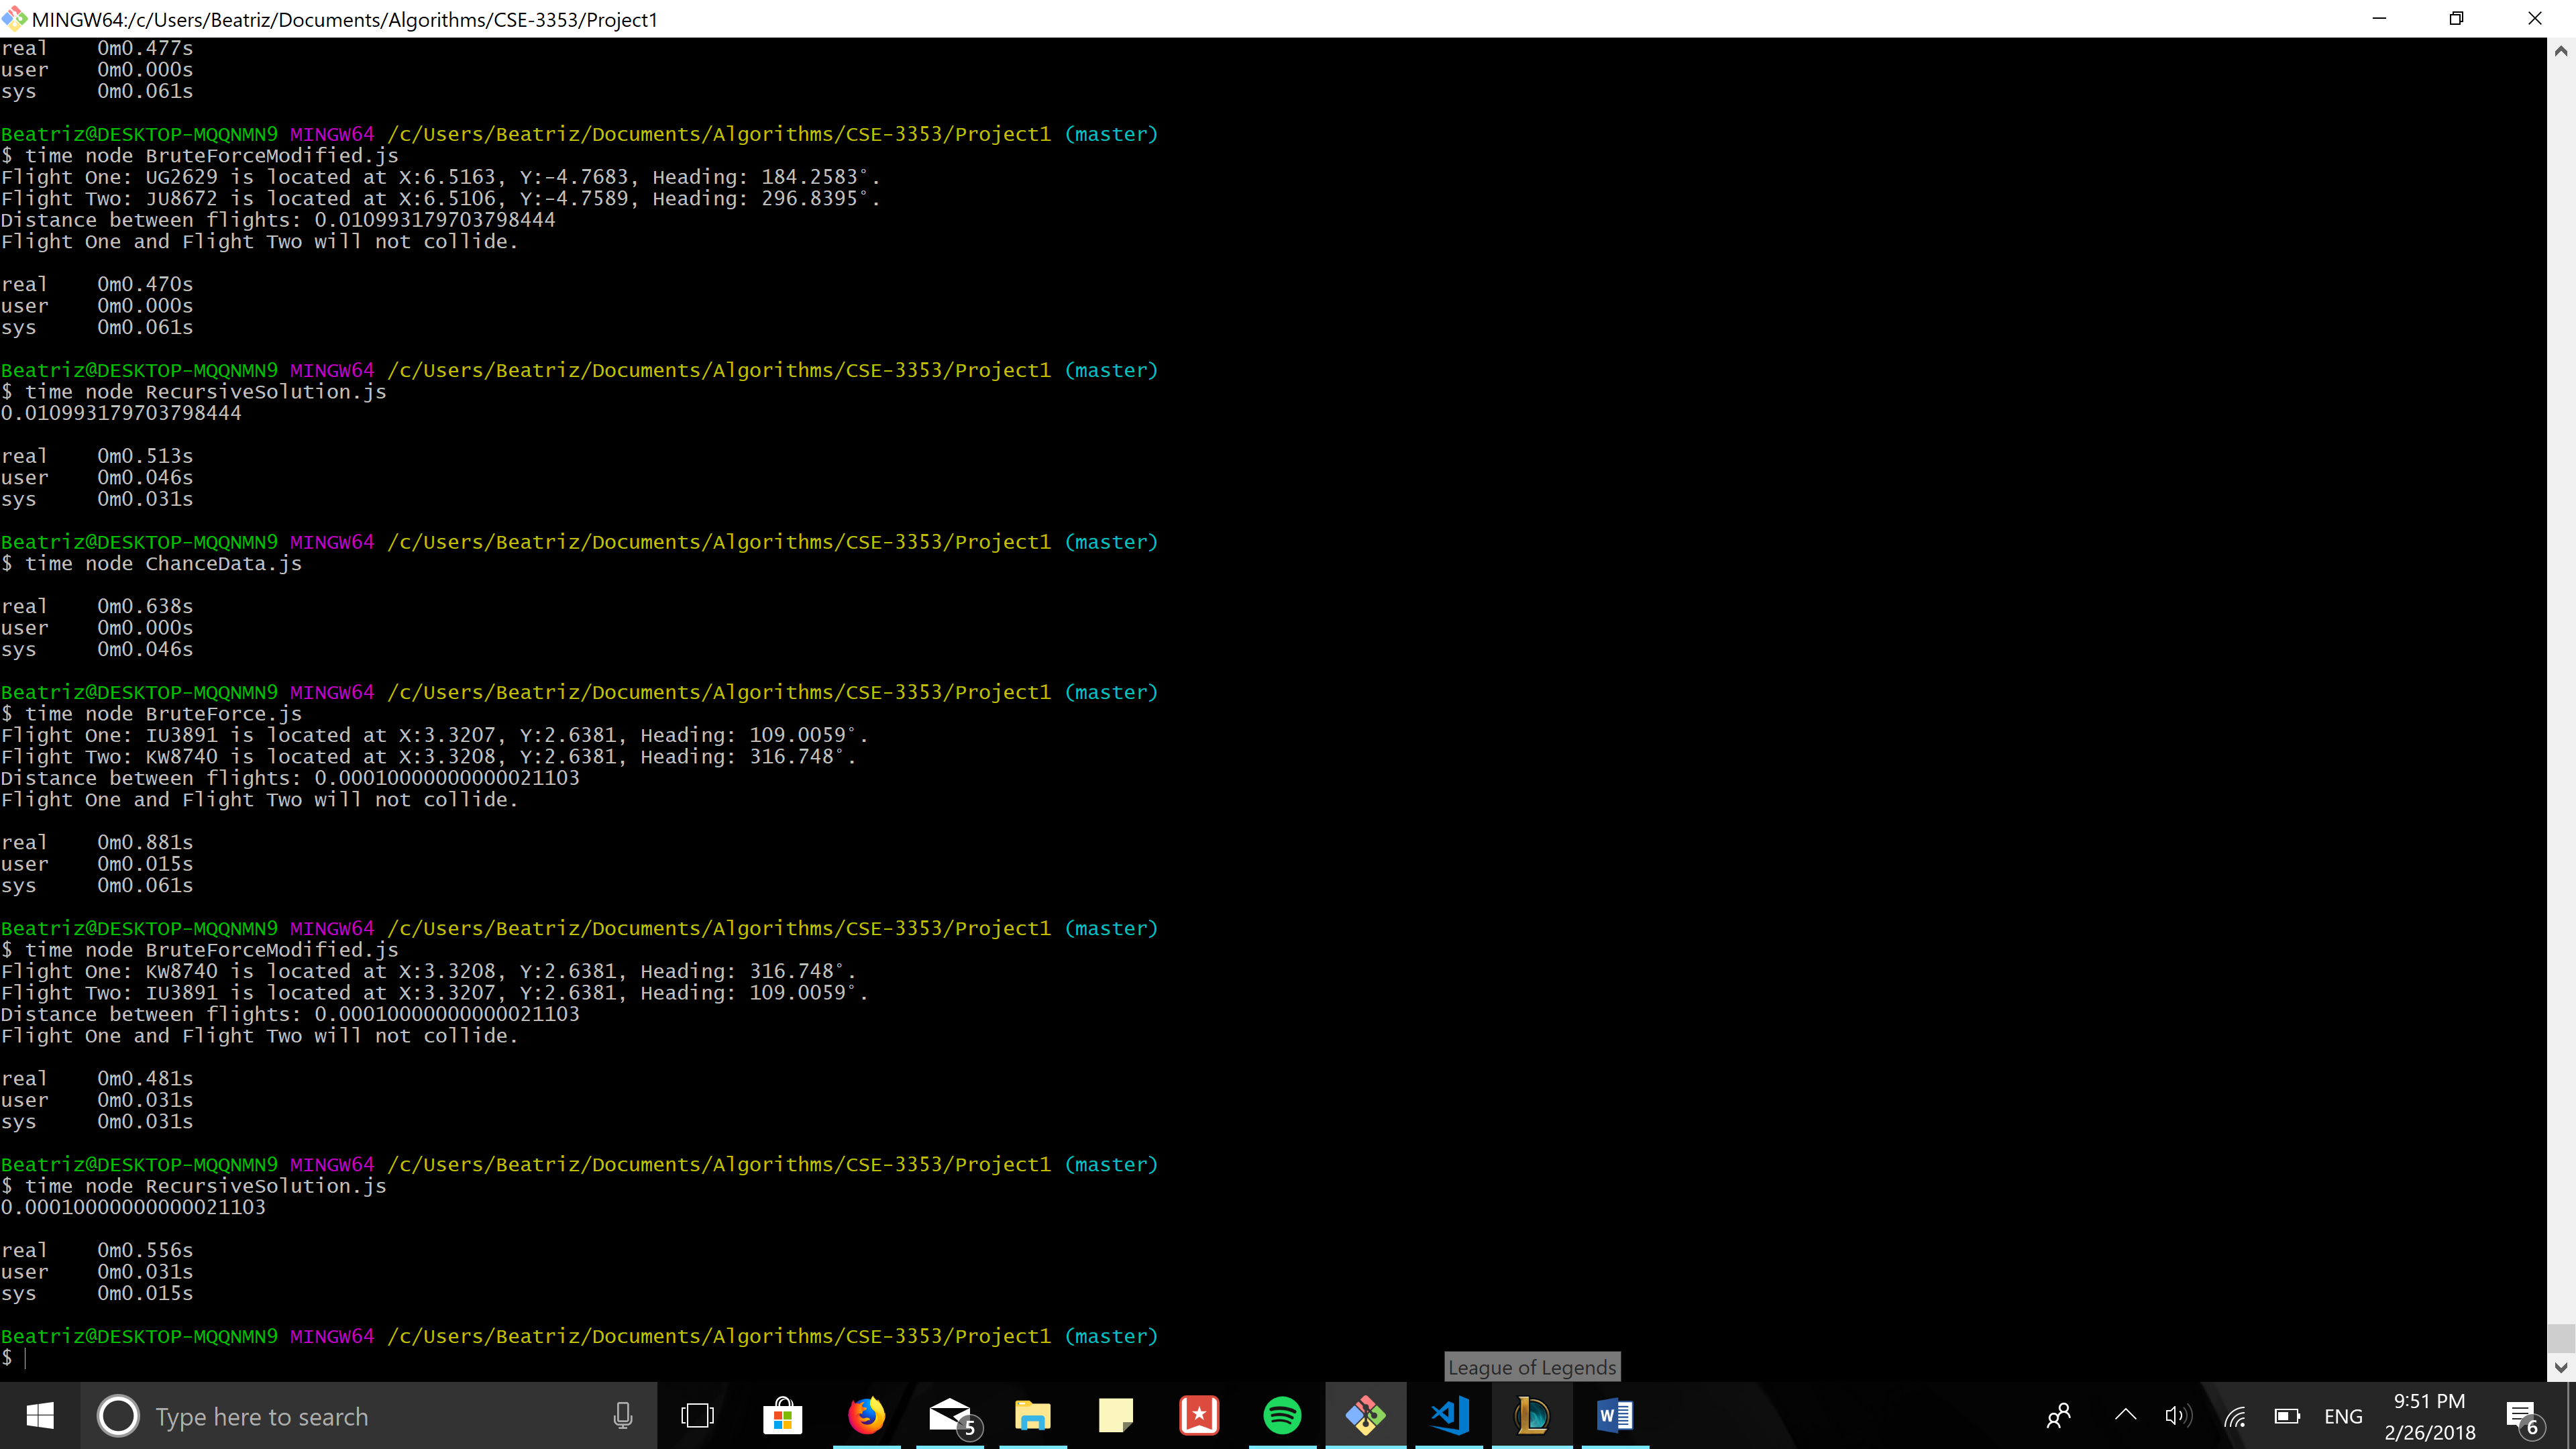 MINGW64:/c/Users/Beatriz/Documents/Algorithms/CSE-3353/Project1
real    0m0.477s
user    0m0.000s
sys     0m0.061s
Beatriz@DESKTOP-MQQNMN9 MINGW64 /c/Users/Beatriz/Documents/Algorithms/CSE-3353/Project1 (master)
$ time node BruteForceModified.js
Flight One: UG2629 is located at X:6.5163, Y:-4.7683, Heading: 184.2583°.
Flight Two: JU8672 is located at X:6.5106, Y:-4.7589, Heading: 296.8395°.
Distance between flights: 0.010993179703798444
Flight One and Flight Two will not collide.
real    0m0.470s
user    0m0.000s
sys     0m0.061s
Beatriz@DESKTOP-MQQNMN9 MINGW64 /c/Users/Beatriz/Documents/Algorithms/CSE-3353/Project1 (master)
$ time node RecursiveSolution.js
0.010993179703798444
real    0m0.513s
user    0m0.046s
sys     0m0.031s
Beatriz@DESKTOP-MQQNMN9 MINGW64 /c/Users/Beatriz/Documents/Algorithms/CSE-3353/Project1 (master)
$ time node ChanceData.js
real    0m0.638s
user    0m0.000s
sys     0m0.046s
Beatriz@DESKTOP-MQQNMN9 MINGW64 /c/Users/Beatriz/Documents/Algorithms/CSE-3353/Project1 (master)
$ time node BruteForce.js
Flight One: IU3891 is located at X:3.3207, Y:2.6381, Heading: 109.0059°.
Flight Two: KW8740 is located at X:3.3208, Y:2.6381, Heading: 316.748°.
Distance between flights: 0.00010000000000021103
Flight One and Flight Two will not collide.
real    0m0.881s
user    0m0.015s
sys     0m0.061s
Beatriz@DESKTOP-MQQNMN9 MINGW64 /c/Users/Beatriz/Documents/Algorithms/CSE-3353/Project1 (master)
$ time node BruteForceModified.js
Flight One: KW8740 is located at X:3.3208, Y:2.6381, Heading: 316.748°.
Flight Two: IU3891 is located at X:3.3207, Y:2.6381, Heading: 109.0059°.
Distance between flights: 0.00010000000000021103
Flight One and Flight Two will not collide.
real    0m0.481s
user    0m0.031s
sys     0m0.031s
Beatriz@DESKTOP-MQQNMN9 MINGW64 /c/Users/Beatriz/Documents/Algorithms/CSE-3353/Project1 (master)
$ time node RecursiveSolution.js
0.00010000000000021103
real    0m0.556s
user    0m0.031s
sys     0m0.015s
Beatriz@DESKTOP-MQQNMN9 MINGW64 /c/Users/Beatriz/Documents/Algorithms/CSE-3353/Project1 (master)
$
League of Legends
Type here to search
5
W
ENG
9:51 PM
2/26/2018
6